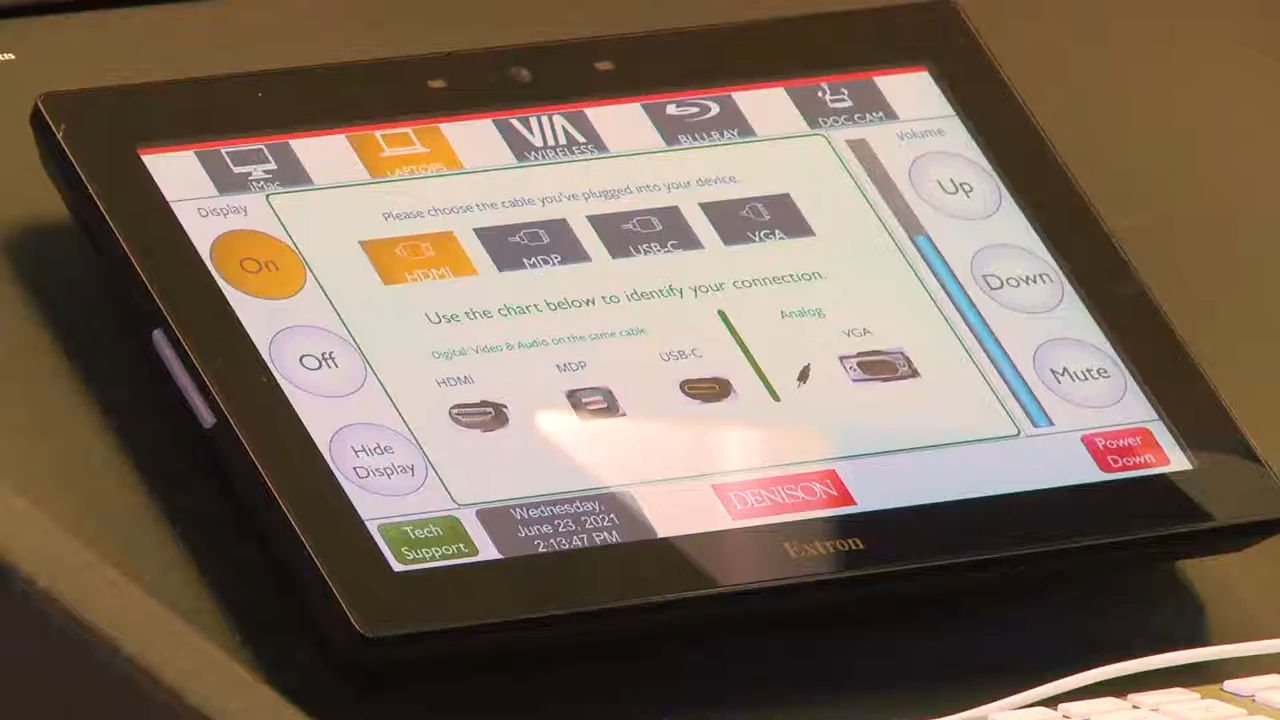 iMac
LAPTOPS
VIA
WIRELESS
BLU-RAY
DOC CAM
Display
On
Off
Hide
Display
Please choose the cable you've plugged into your device.
HDMI
MDP
USB-C
VGA
Use the chart below to identify your connection.
Digital: Video & Audio on the same cable
Analog
HDMI
MDP
USB-C
VGA
Volume
Up
Down
Mute
Tech
Support
Wednesday,
June 23, 2021
2:13:47 PM
DENISON
Power
Down
Extron